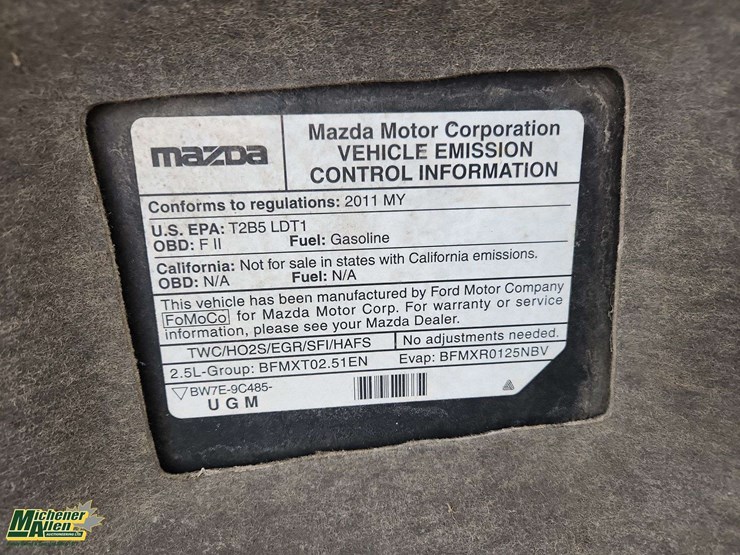 mazda
Mazda Motor Corporation
VEHICLE EMISSION
CONTROL INFORMATION
Conforms to regulations: 2011 MY
U.S. EPA: T2B5 LDT1
OBD: F II Fuel: Gasoline
California: Not for sale in states with California emissions.
OBD: N/A Fuel: N/A
This vehicle has been manufactured by Ford Motor Company
FoMoCo for Mazda Motor Corp. For warranty or service
information, please see your Mazda Dealer.
TWC/HO2S/EGR/SFI/HAFS No adjustments needed.
2.5L-Group: BFMXT02.51EN Evap: BFMXR0125NBV
BW7E-9C485-
U G M
Michener
Allen
AUCTIONEERING LTD.